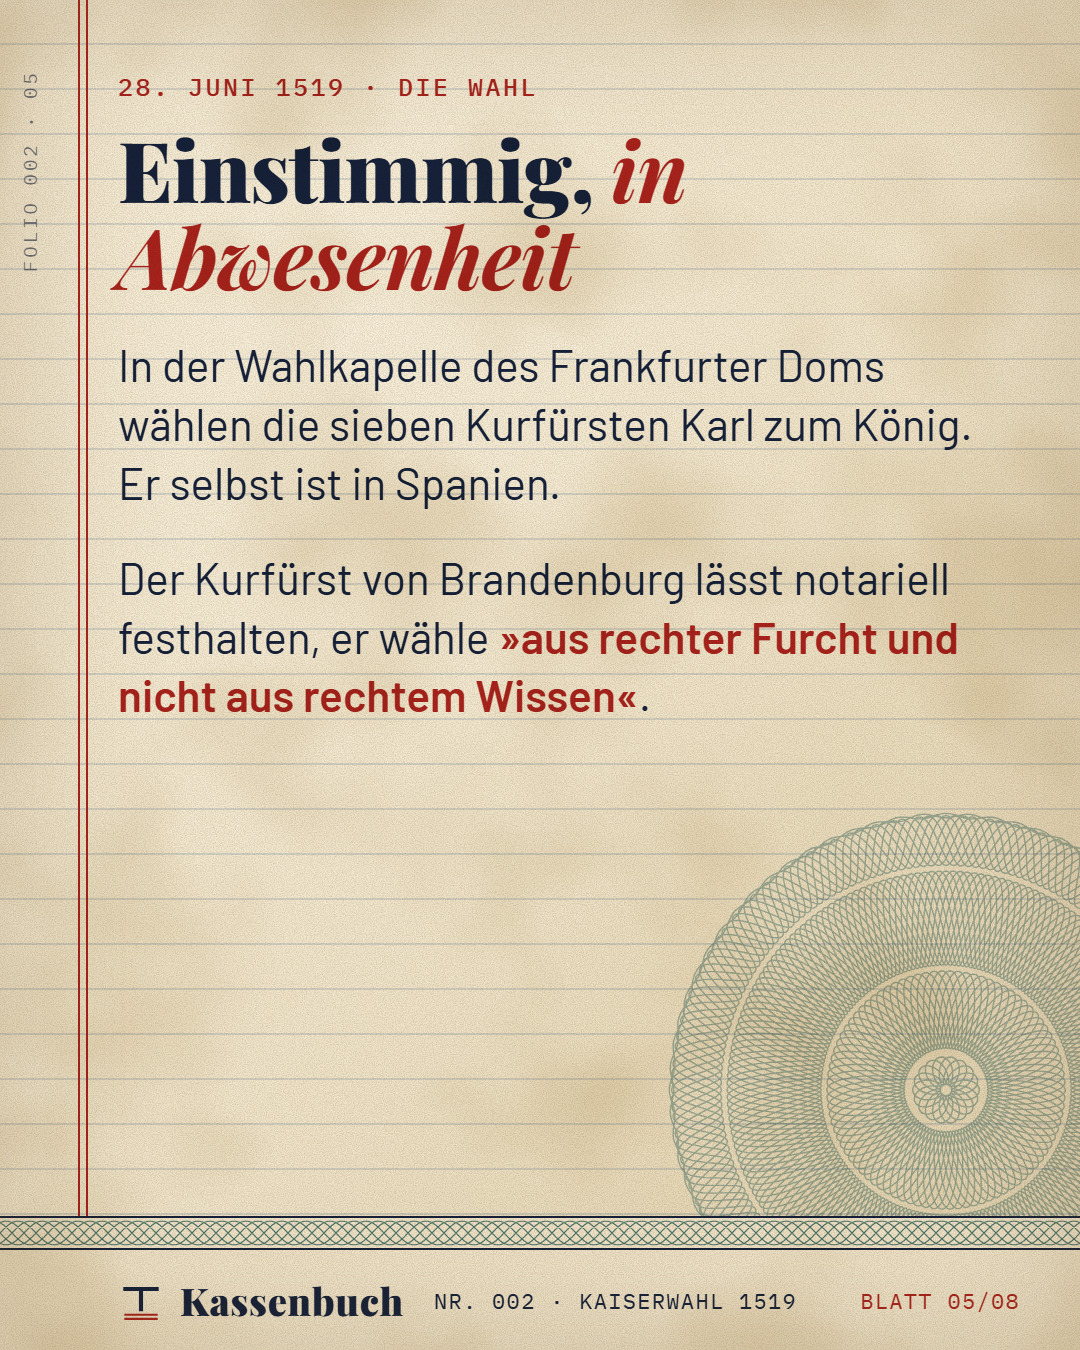 FOLIO 002 · 05
28. JUNI 1519 · DIE WAHL
Einstimmig, in
Abwesenheit
In der Wahlkapelle des Frankfurter Doms
wählen die sieben Kurfürsten Karl zum König.
Er selbst ist in Spanien.
Der Kurfürst von Brandenburg lässt notariell
festhalten, er wähle »aus rechter Furcht und
nicht aus rechtem Wissen«.
Kassenbuch NR. 002 · KAISERWAHL 1519 BLATT 05/08